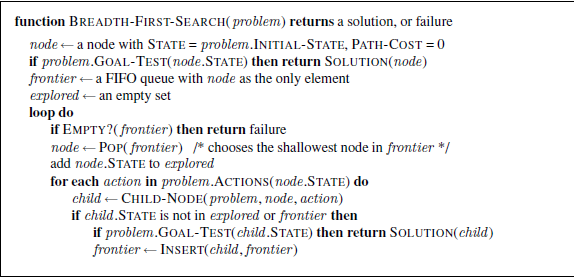 function BREADTH-FIRST-SEARCH(problem) returns a solution, or failure
node ← a node with STATE = problem.INITIAL-STATE, PATH-COST = 0
if problem.GOAL-TEST(node.STATE) then return SOLUTION(node)
frontier ← a FIFO queue with node as the only element
explored ← an empty set
loop do
if EMPTY?(frontier) then return failure
node ← POP(frontier) /* chooses the shallowest node in frontier */
add node.STATE to explored
for each action in problem.ACTIONS(node.STATE) do
child ← CHILD-NODE(problem, node, action)
if child.STATE is not in explored or frontier then
if problem.GOAL-TEST(child.STATE) then return SOLUTION(child)
frontier ← INSERT(child, frontier)